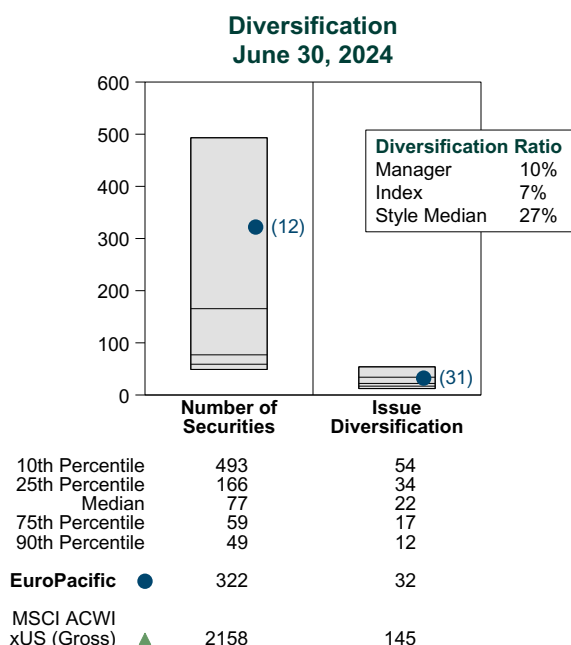 Diversification
June 30, 2024
600
500
400
300
200
100
0
(12)
(31)
Diversification Ratio
Manager 10%
Index 7%
Style Median 27%
Number of Securities
Issue Diversification
10th Percentile 493 54
25th Percentile 166 34
Median 77 22
75th Percentile 59 17
90th Percentile 49 12
EuroPacific 322 32
MSCI ACWI
xUS (Gross) 2158 145